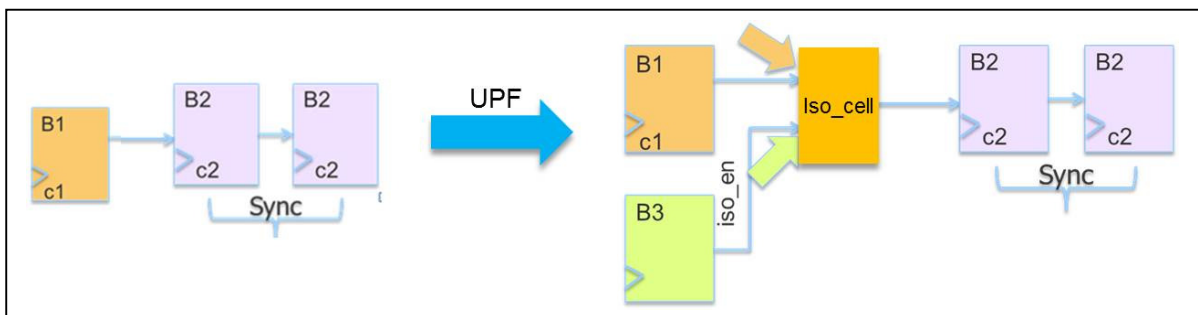 B1
c1
B2
c2
B2
c2
Sync
UPF
B1
c1
B3
iso_en
Iso_cell
B2
c2
B2
c2
Sync